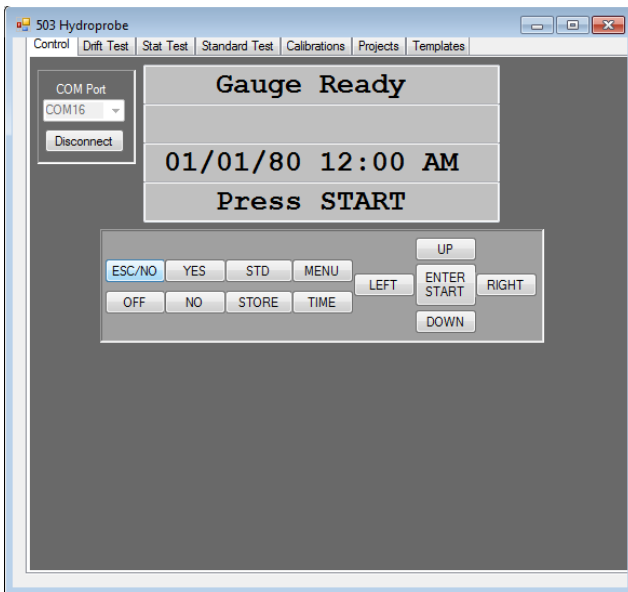 503 Hydroprobe
Control Drift Test Stat Test Standard Test Calibrations Projects Templates
COM Port
COM16
Disconnect
Gauge Ready
01/01/80 12:00 AM
Press START
ESC/NO YES STD MENU
OFF NO STORE TIME
UP
LEFT ENTER START RIGHT
DOWN